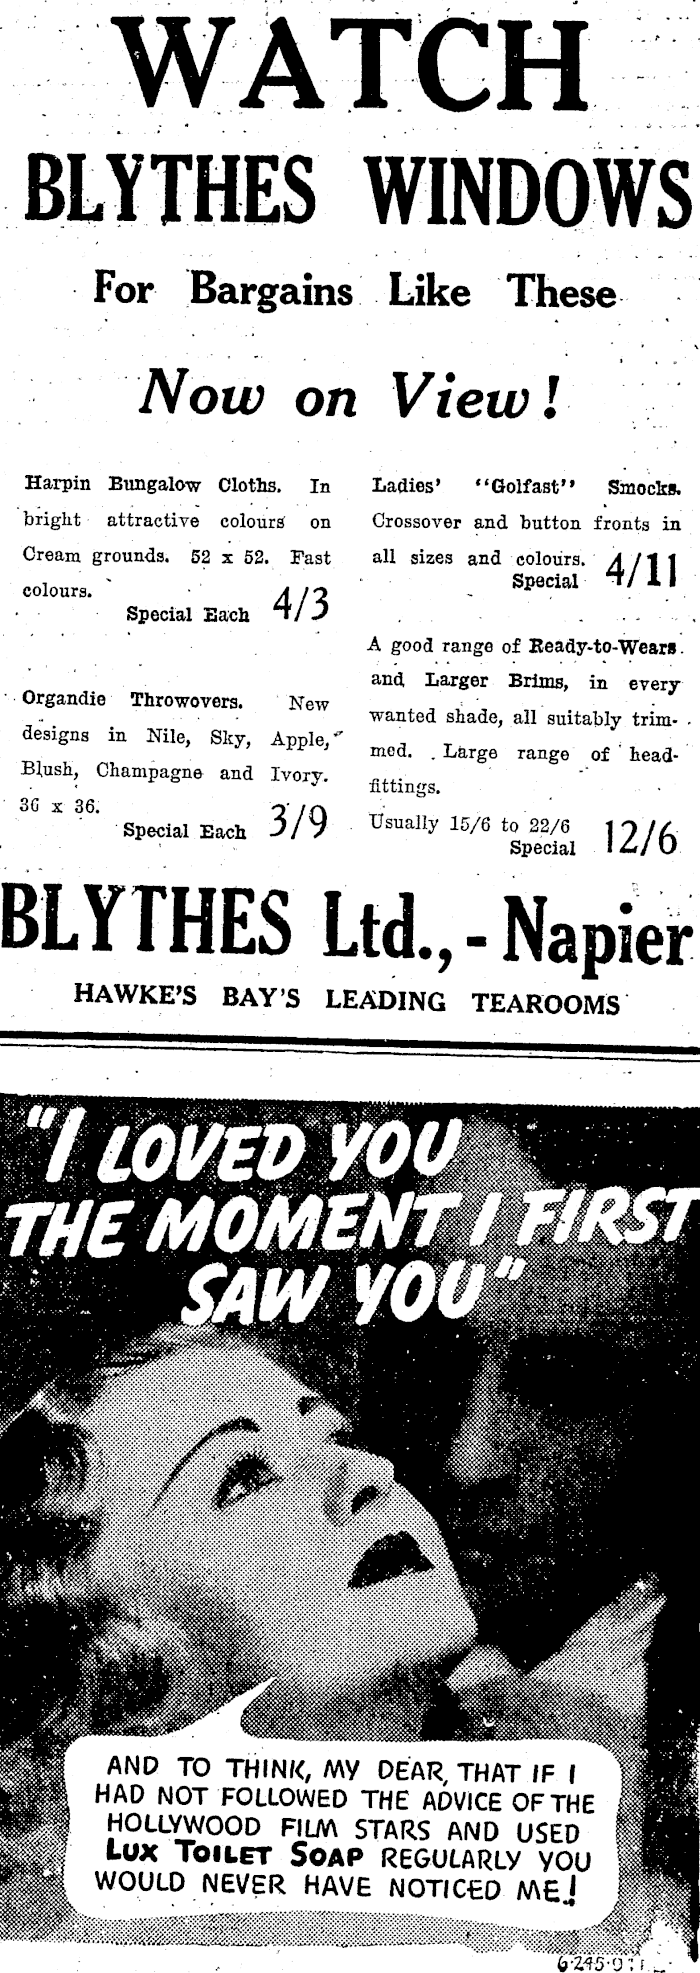 WATCH
BLYTHES WINDOWS
For Bargains Like These
Now on View!
Harpin Bungalow Cloths. In
bright attractive colours on
Cream grounds. 52 x 52. Fast
colours.
Special Each 4/3
Organdie Throwovers. New
designs in Nile, Sky, Apple,
Blush, Champagne and Ivory.
36 x 36.
Special Each 3/9
Ladies' "Golfast" Smocks.
Crossover and button fronts in
all sizes and colours.
Special 4/11
A good range of Ready-to-Wears
and Larger Brims, in every
wanted shade, all suitably trim-
med. Large range of head-
fittings.
Usually 15/6 to 22/6
Special 12/6
BLYTHES Ltd., - Napier
HAWKE'S BAY'S LEADING TEAROOMS
"I LOVED YOU
THE MOMENT I FIRST
SAW YOU"
AND TO THINK, MY DEAR, THAT IF I
HAD NOT FOLLOWED THE ADVICE OF THE
HOLLYWOOD FILM STARS AND USED
LUX TOILET SOAP REGULARLY YOU
WOULD NEVER HAVE NOTICED ME!